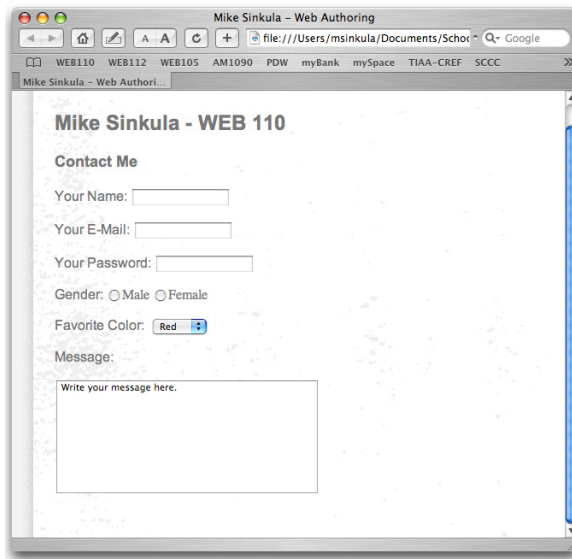 Mike Sinkula – Web Authoring
A A file:///Users/msinkula/Documents/Schoo Google
WEB110 WEB112 WEB105 AM1090 PDW myBank mySpace TIAA-CREF SCCC
Mike Sinkula – Web Authori...
Mike Sinkula - WEB 110
Contact Me
Your Name:
Your E-Mail:
Your Password:
Gender: Male Female
Favorite Color: Red
Message:
Write your message here.